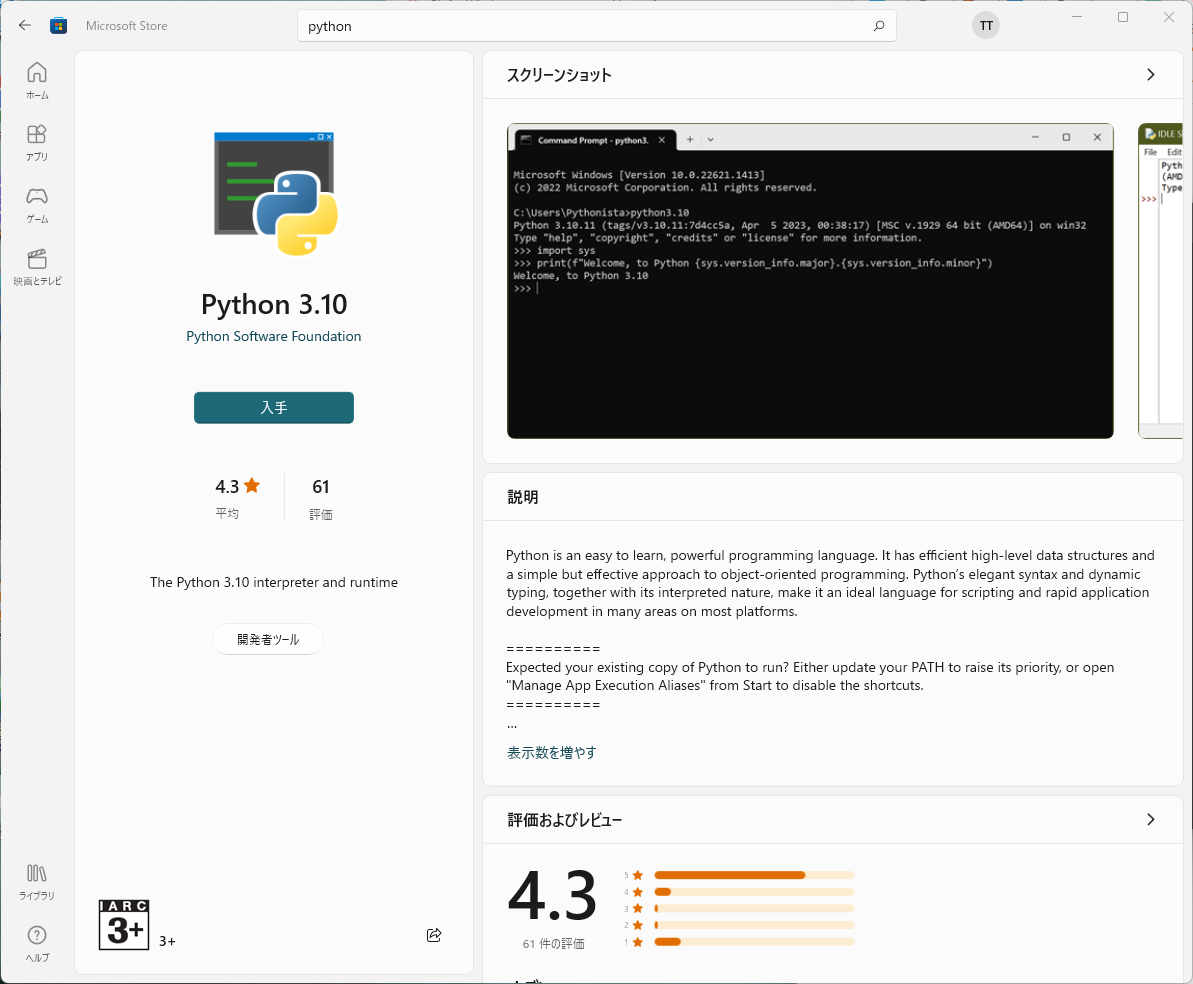 Microsoft Store
python
TT
ホーム
アプリ
ゲーム
映画とテレビ
ライブラリ
ヘルプ
Python 3.10
Python Software Foundation
入手
4.3
平均
61
評価
The Python 3.10 interpreter and runtime
開発者ツール
IARC
3+
3+
スクリーンショット
Command Prompt - python3.
Microsoft Windows [Version 10.0.22621.1413]
(c) 2022 Microsoft Corporation. All rights reserved.
C:\Users\Pythonista>python3.10
Python 3.10.11 (tags/v3.10.11:7d4cc5a, Apr  5 2023, 00:38:17) [MSC v.1929 64 bit (AMD64)] on win32
Type "help", "copyright", "credits" or "license" for more information.
>>> import sys
>>> print(f"Welcome, to Python {sys.version_info.major}.{sys.version_info.minor}")
Welcome, to Python 3.10
>>>
IDLE S
File Edit
Pyth
(AMD
Type
>>>
説明
Python is an easy to learn, powerful programming language. It has efficient high-level data structures and
a simple but effective approach to object-oriented programming. Python’s elegant syntax and dynamic
typing, together with its interpreted nature, make it an ideal language for scripting and rapid application
development in many areas on most platforms.
==========
Expected your existing copy of Python to run? Either update your PATH to raise its priority, or open
"Manage App Execution Aliases" from Start to disable the shortcuts.
==========
...
表示数を増やす
評価およびレビュー
4.3
61 件の評価
5
4
3
2
1